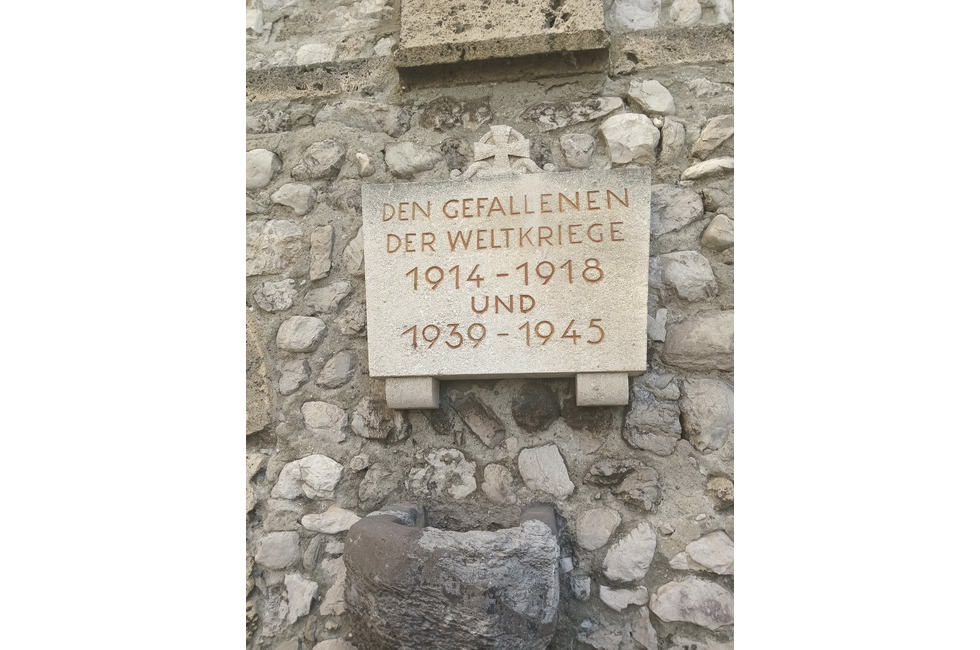 DEN GEFALLENEN
DER WELTKRIEGE
1914 - 1918
UND
1939 - 1945